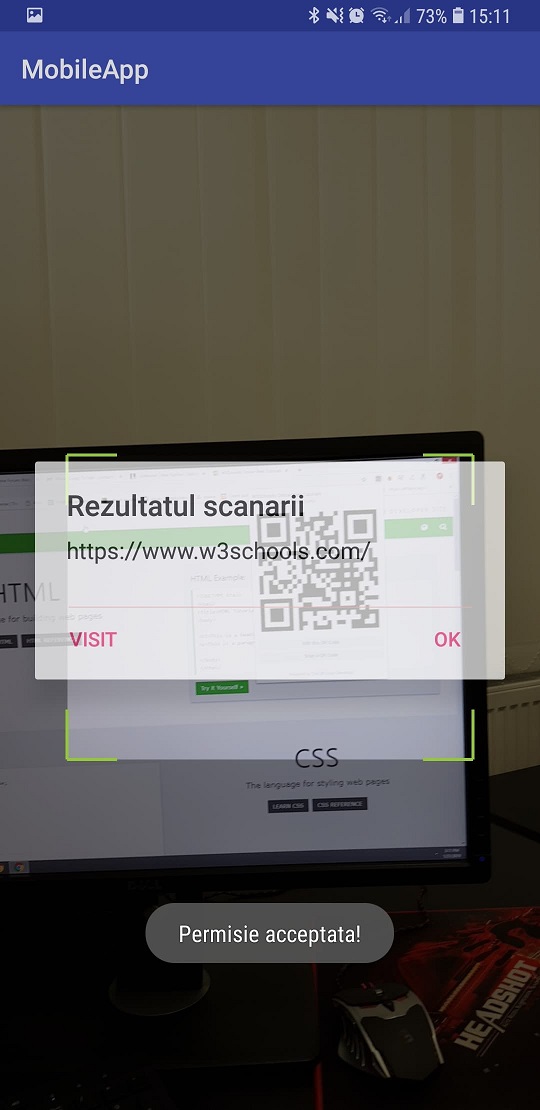 73% 15:11
MobileApp
Rezultatul scanarii
https://www.w3schools.com/
HTML
HTML Example
e for building web pages
VISIT
OK
Try it Yourself »
CSS
The language for styling web pages
LEARN CSS
CSS REFERENCE
Permisie acceptata!
HEADSHOT